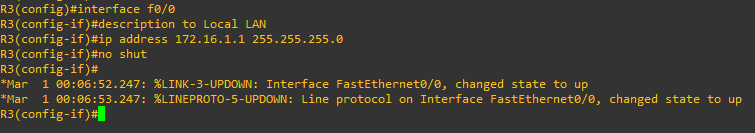 R3(config)#interface f0/0
R3(config-if)#description to Local LAN
R3(config-if)#ip address 172.16.1.1 255.255.255.0
R3(config-if)#no shut
R3(config-if)#
*Mar  1 00:06:52.247: %LINK-3-UPDOWN: Interface FastEthernet0/0, changed state to up
*Mar  1 00:06:53.247: %LINEPROTO-5-UPDOWN: Line protocol on Interface FastEthernet0/0, changed state to up
R3(config-if)#